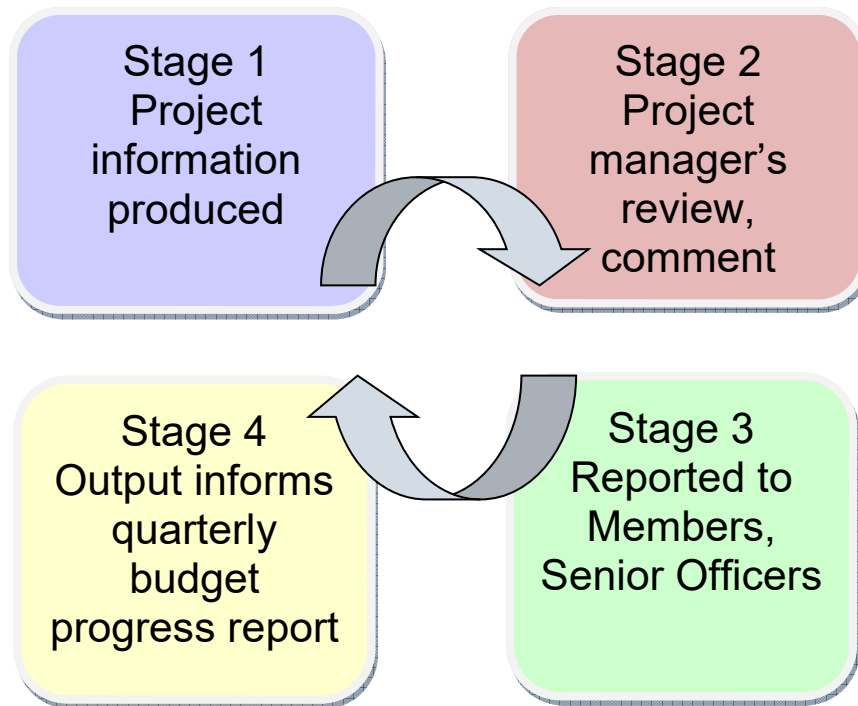 Stage 1
Project
information
produced
Stage 2
Project
manager’s
review,
comment
Stage 3
Reported to
Members,
Senior Officers
Stage 4
Output informs
quarterly
budget
progress report